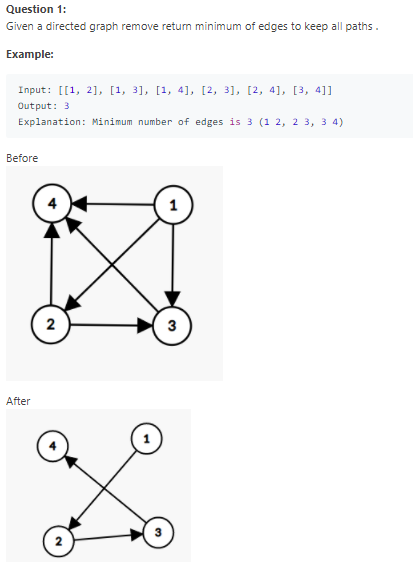 Question 1:
Given a directed graph remove return minimum of edges to keep all paths .
Example:
Input: [[1, 2], [1, 3], [1, 4], [2, 3], [2, 4], [3, 4]]
Output: 3
Explanation: Minimum number of edges is 3 (1 2, 2 3, 3 4)
Before
4 1
2 3
After
4 1
2 3